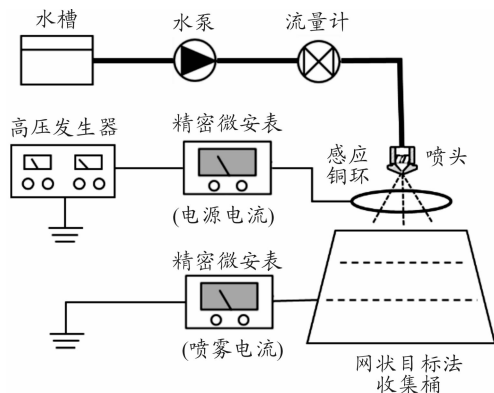 水槽
水泵
流量计
高压发生器
精密微安表
(电源电流)
感应
铜环
喷头
精密微安表
(喷雾电流)
网状目标法
收集桶